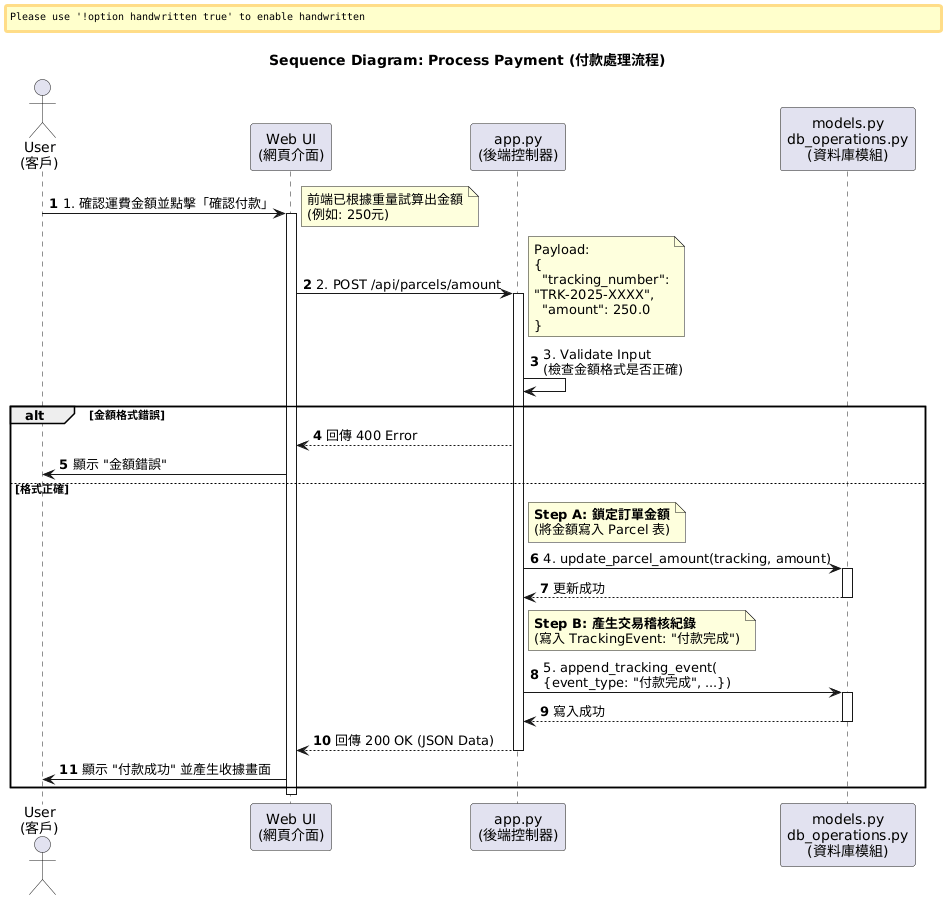 Please use '!option handwritten true' to enable handwritten
Sequence Diagram: Process Payment (付款處理流程)
User
(客戶)
Web UI
(網頁介面)
app.py
(後端控制器)
models.py
db_operations.py
(資料庫模組)
1 1. 確認運費金額並點擊「確認付款」
前端已根據重量試算出金額
(例如: 250元)
2 2. POST /api/parcels/amount
Payload:
{
"tracking_number":
"TRK-2025-XXXX",
"amount": 250.0
}
3 3. Validate Input
(檢查金額格式是否正確)
alt [金額格式錯誤]
4 回傳 400 Error
5 顯示 "金額錯誤"
[格式正確]
Step A: 鎖定訂單金額
(將金額寫入 Parcel 表)
6 4. update_parcel_amount(tracking, amount)
7 更新成功
Step B: 產生交易稽核紀錄
(寫入 TrackingEvent: "付款完成")
8 5. append_tracking_event(
{event_type: "付款完成", ...})
9 寫入成功
10 回傳 200 OK (JSON Data)
11 顯示 "付款成功" 並產生收據畫面
User
(客戶)
Web UI
(網頁介面)
app.py
(後端控制器)
models.py
db_operations.py
(資料庫模組)